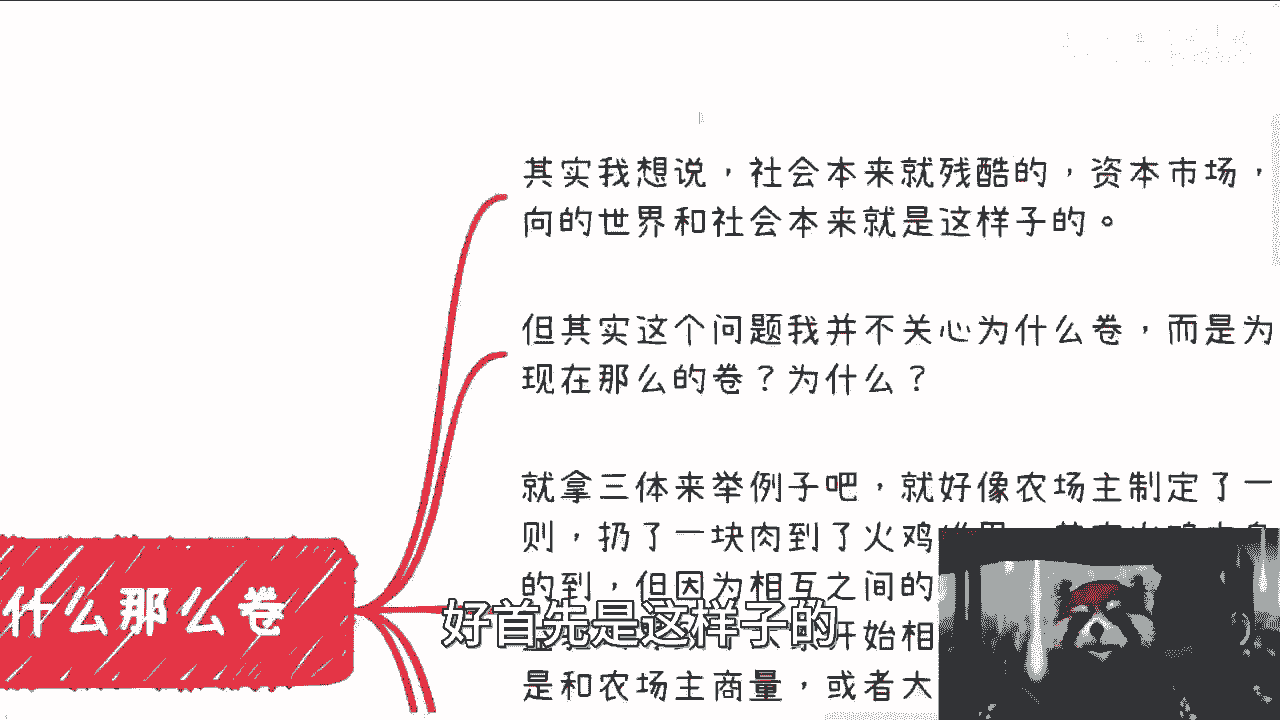 其实我想说，社会本来就残酷的，资本市场，
向的世界和社会本来就是这样子的。
但其实这个问题我并不关心为什么卷，而是为
现在那么的卷？为什么？
就拿三体来举例子吧，就好像农场主制定了一
则，扔了一块肉到了火鸡
的到，但因为相互之间的
开始相
是和农场主商量，或者大
什么那么卷
好首先是这样子的